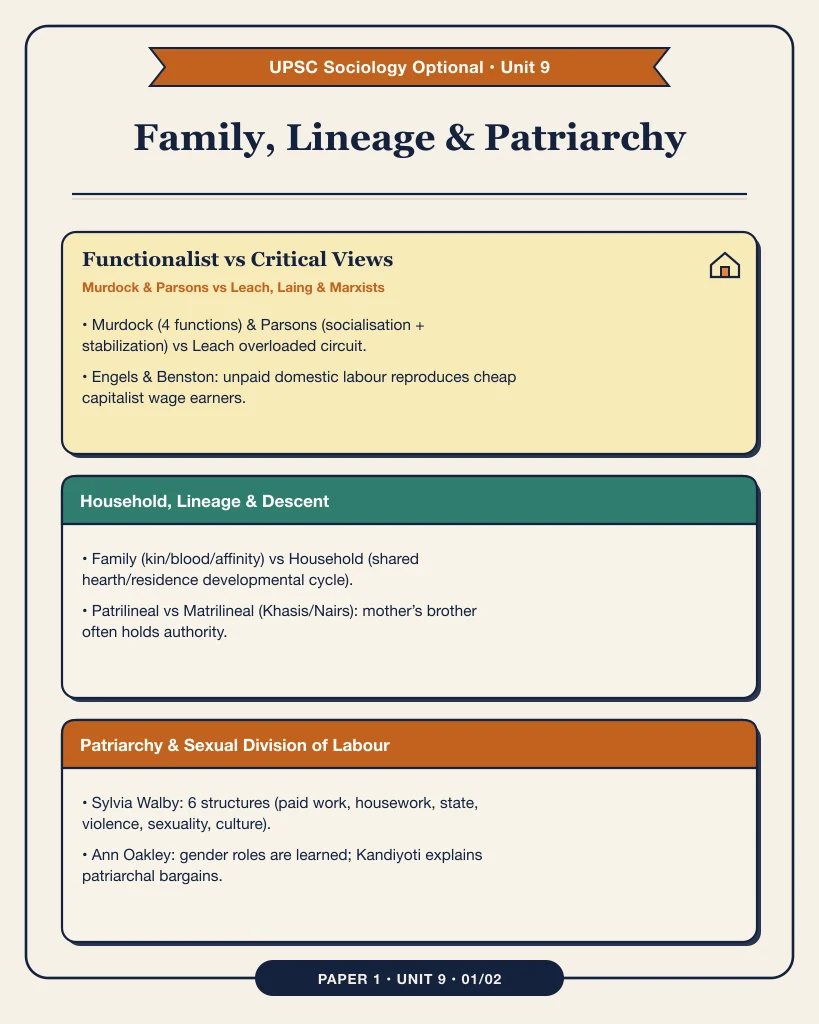 UPSC Sociology Optional • Unit 9
Family, Lineage & Patriarchy
Functionalist vs Critical Views
Murdock & Parsons vs Leach, Laing & Marxists
• Murdock (4 functions) & Parsons (socialisation +
stabilization) vs Leach overloaded circuit.
• Engels & Benston: unpaid domestic labour reproduces cheap
capitalist wage earners.
Household, Lineage & Descent
• Family (kin/blood/affinity) vs Household (shared
hearth/residence developmental cycle).
• Patrilineal vs Matrilineal (Khasis/Nairs): mother’s brother
often holds authority.
Patriarchy & Sexual Division of Labour
• Sylvia Walby: 6 structures (paid work, housework, state,
violence, sexuality, culture).
• Ann Oakley: gender roles are learned; Kandiyoti explains
patriarchal bargains.
PAPER 1 • UNIT 9 • 01/02